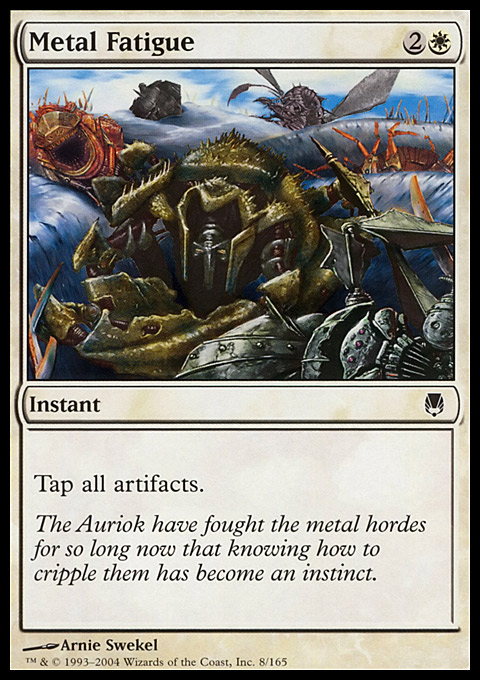 Metal Fatigue 2
Instant
Tap all artifacts.
The Auriok have fought the metal hordes
for so long now that knowing how to
cripple them has become an instinct.
Arnie Swekel
™ & © 1993–2004 Wizards of the Coast, Inc. 8/165